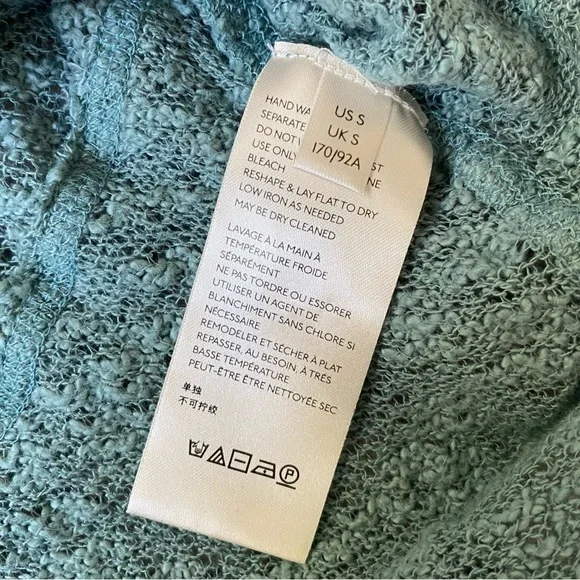 US S
UK S
170/92A
HAND WA
SEPARATE
DO NOT ST
USE ONL NE
BLEACH
RESHAPE & LAY FLAT TO DRY
LOW IRON AS NEEDED
MAY BE DRY CLEANED
LAVAGE À LA MAIN À
TEMPÉRATURE FROIDE
SÉPARÉMENT
NE PAS TORDRE OU ESSORER
UTILISER UN AGENT DE
BLANCHIMENT SANS CHLORE SI
NECESSAIRE
REMODELER ET SÉCHER À PLAT
REPASSER, AU BESOIN, À TRÉS
BASSE TEMPÉRATURE
PEUT-ÊTRE ÊTRE NETTOYÉE SEC
单独
不可拧绞
P